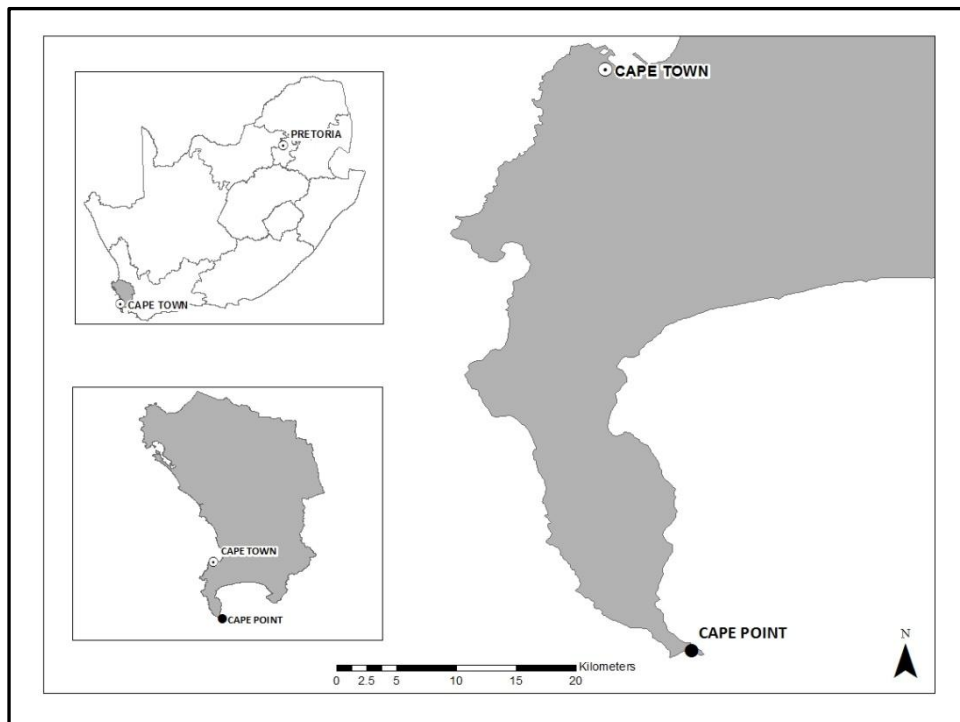 CAPE TOWN
PRETORIA
CAPE TOWN
CAPE TOWN
CAPE POINT
CAPE POINT
N
Kilometers
0 2.5 5 10 15 20